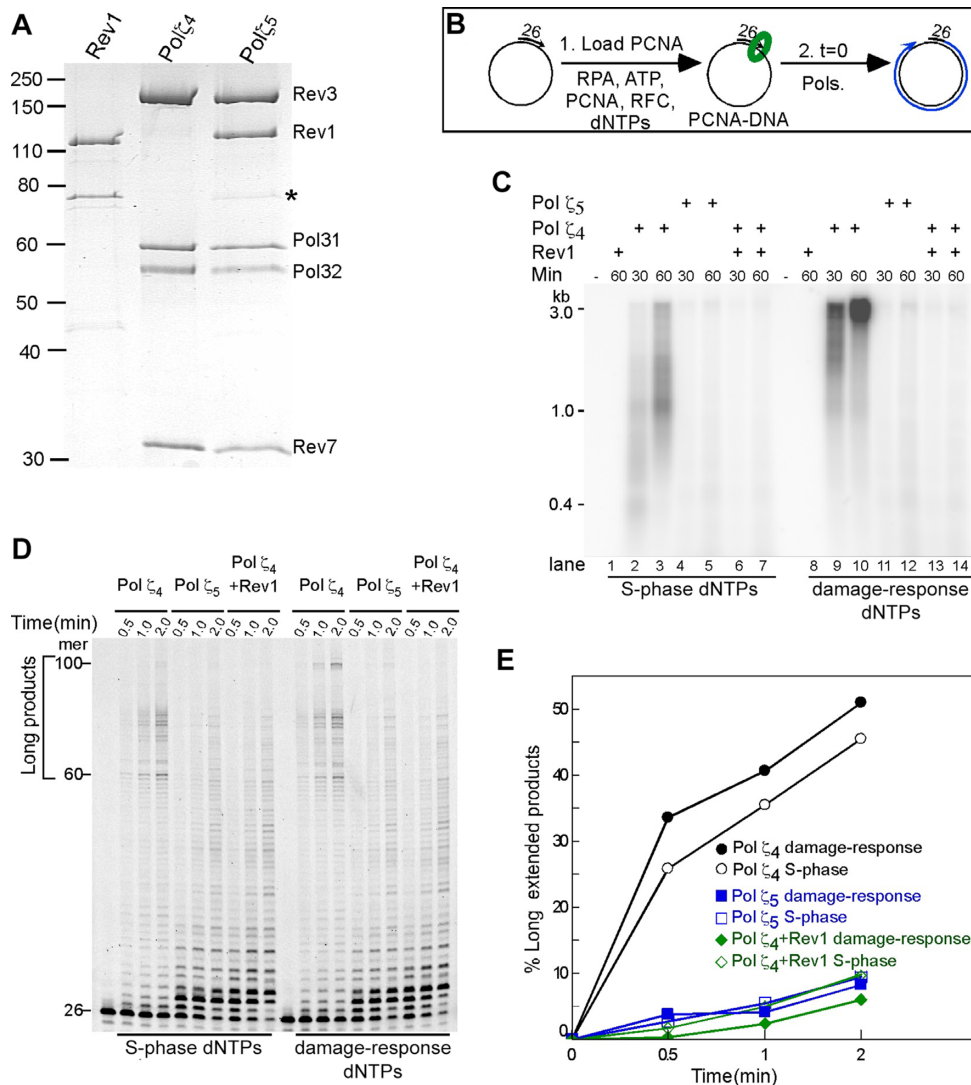 A
Rev1
Polζ4
Polζ5
250
150
110
80
60
50
40
30
Rev3
Rev1
*
Pol31
Pol32
Rev7
B
26
1. Load PCNA
RPA, ATP,
PCNA, RFC,
dNTPs
26
PCNA-DNA
2. t=0
Pols.
26
C
Pol ζ5 + + + +
Pol ζ4 + + + + + + + +
Rev1 + + + + + +
Min - 60 30 60 30 60 30 60 - 60 30 60 30 60 30 60
kb
3.0
1.0
0.4
lane 1 2 3 4 5 6 7 8 9 10 11 12 13 14
S-phase dNTPs
damage-response
dNTPs
D
Pol ζ4 Pol ζ5 Pol ζ4 +Rev1 Pol ζ4 Pol ζ5 Pol ζ4 +Rev1
Time(min) 0.5 1.0 2.0 0.5 1.0 2.0 0.5 1.0 2.0 0.5 1.0 2.0 0.5 1.0 2.0 0.5 1.0 2.0
mer
100
Long products
60
26
S-phase dNTPs
damage-response
dNTPs
E
% Long extended products
50
40
30
20
10
0
Pol ζ4 damage-response
Pol ζ4 S-phase
Pol ζ5 damage-response
Pol ζ5 S-phase
Pol ζ4+Rev1 damage-response
Pol ζ4+Rev1 S-phase
0 0.5 1 2
Time(min)